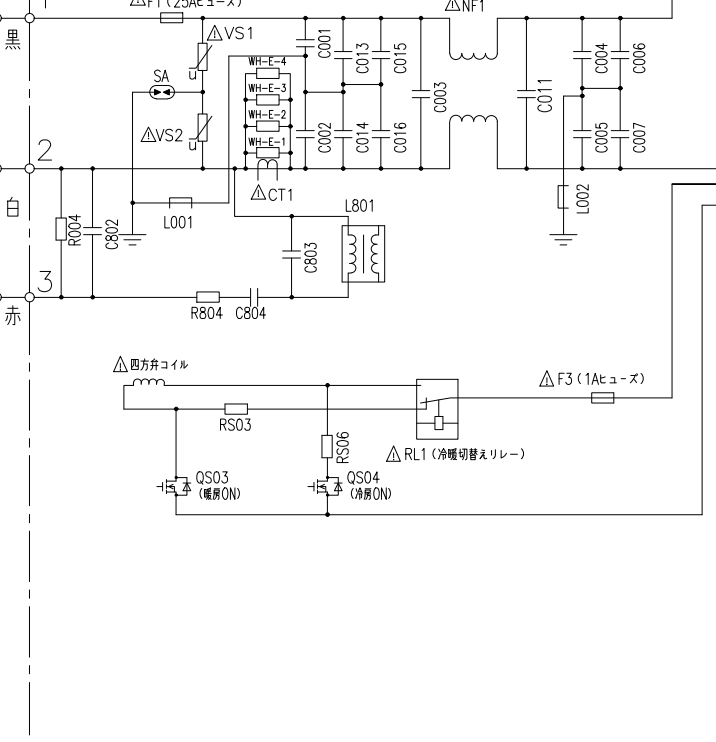 1
F1(25Aヒューズ)
NF1
黒
VS1
C001
C013
C015
C004
C006
WH-E-4
SA
WH-E-3
C003
C011
WH-E-2
VS2
C002
C014
C016
C005
C007
WH-E-1
2
CT1
白
L001
L801
L002
R004
C802
C803
3
赤
R804
C804
四方弁コイル
F3(1Aヒューズ)
RS03
RS06
RL1(冷暖切替えリレー)
QS03
(暖房ON)
QS04
(冷房ON)